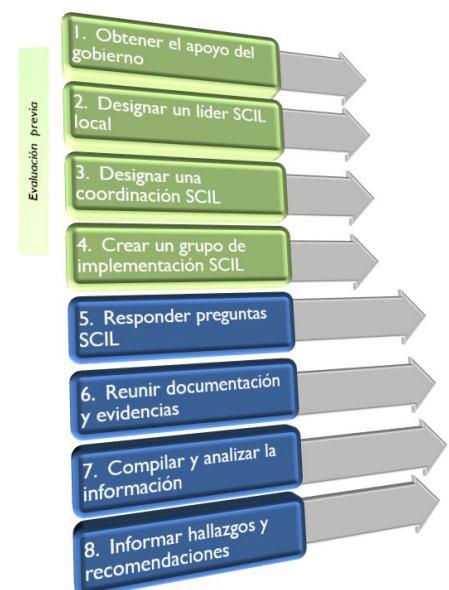 Evaluación previa
1. Obtener el apoyo del
gobierno
2. Designar un líder SCIL
local
3. Designar una
coordinación SCIL
4. Crear un grupo de
implementación SCIL
5. Responder preguntas
SCIL
6. Reunir documentación
y evidencias
7. Compilar y analizar la
información
8. Informar hallazgos y
recomendaciones